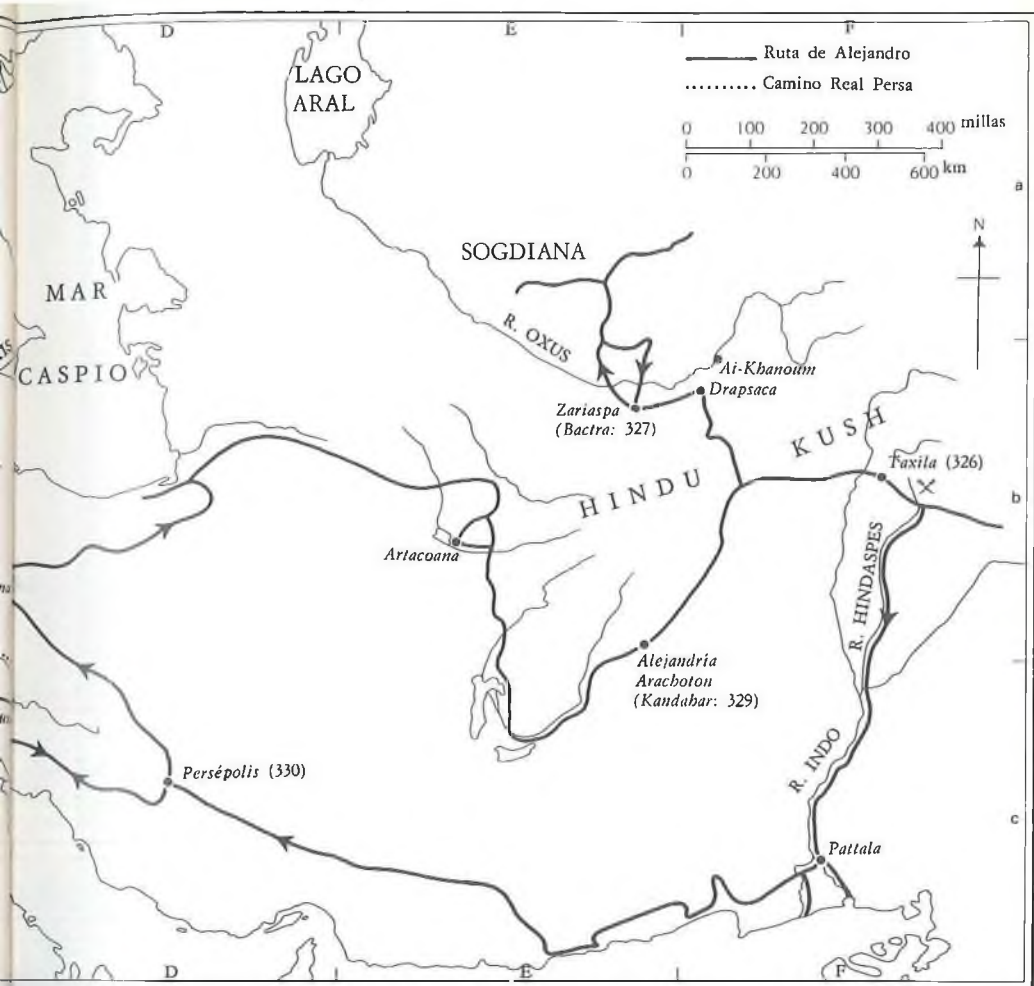 D
E
F
Ruta de Alejandro
Camino Real Persa
0 100 200 300 400 millas
0 200 400 600 km
a
N
LAGO
ARAL
SOGDIANA
MAR
CASPIO
R. OXUS
Ai-Khanoum
Drapsaca
Zariaspa
(Bactra: 327)
HINDU KUSH
Taxila (326)
b
Artacoana
R. HINDASPES
Alejandría
Arachoton
(Kandahar: 329)
Persépolis (330)
R. INDO
c
Pattala
D
E
F